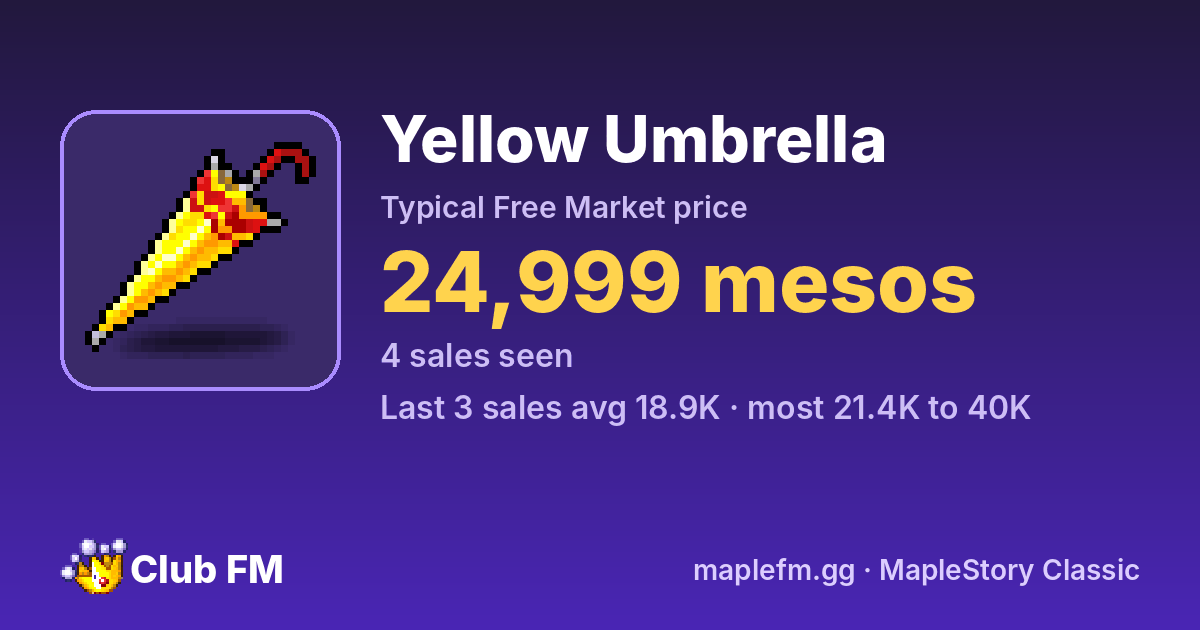 Yellow Umbrella
Typical Free Market price
24,999 mesos
4 sales seen
Last 3 sales avg 18.9K · most 21.4K to 40K
Club FM
maplefm.gg · MapleStory Classic